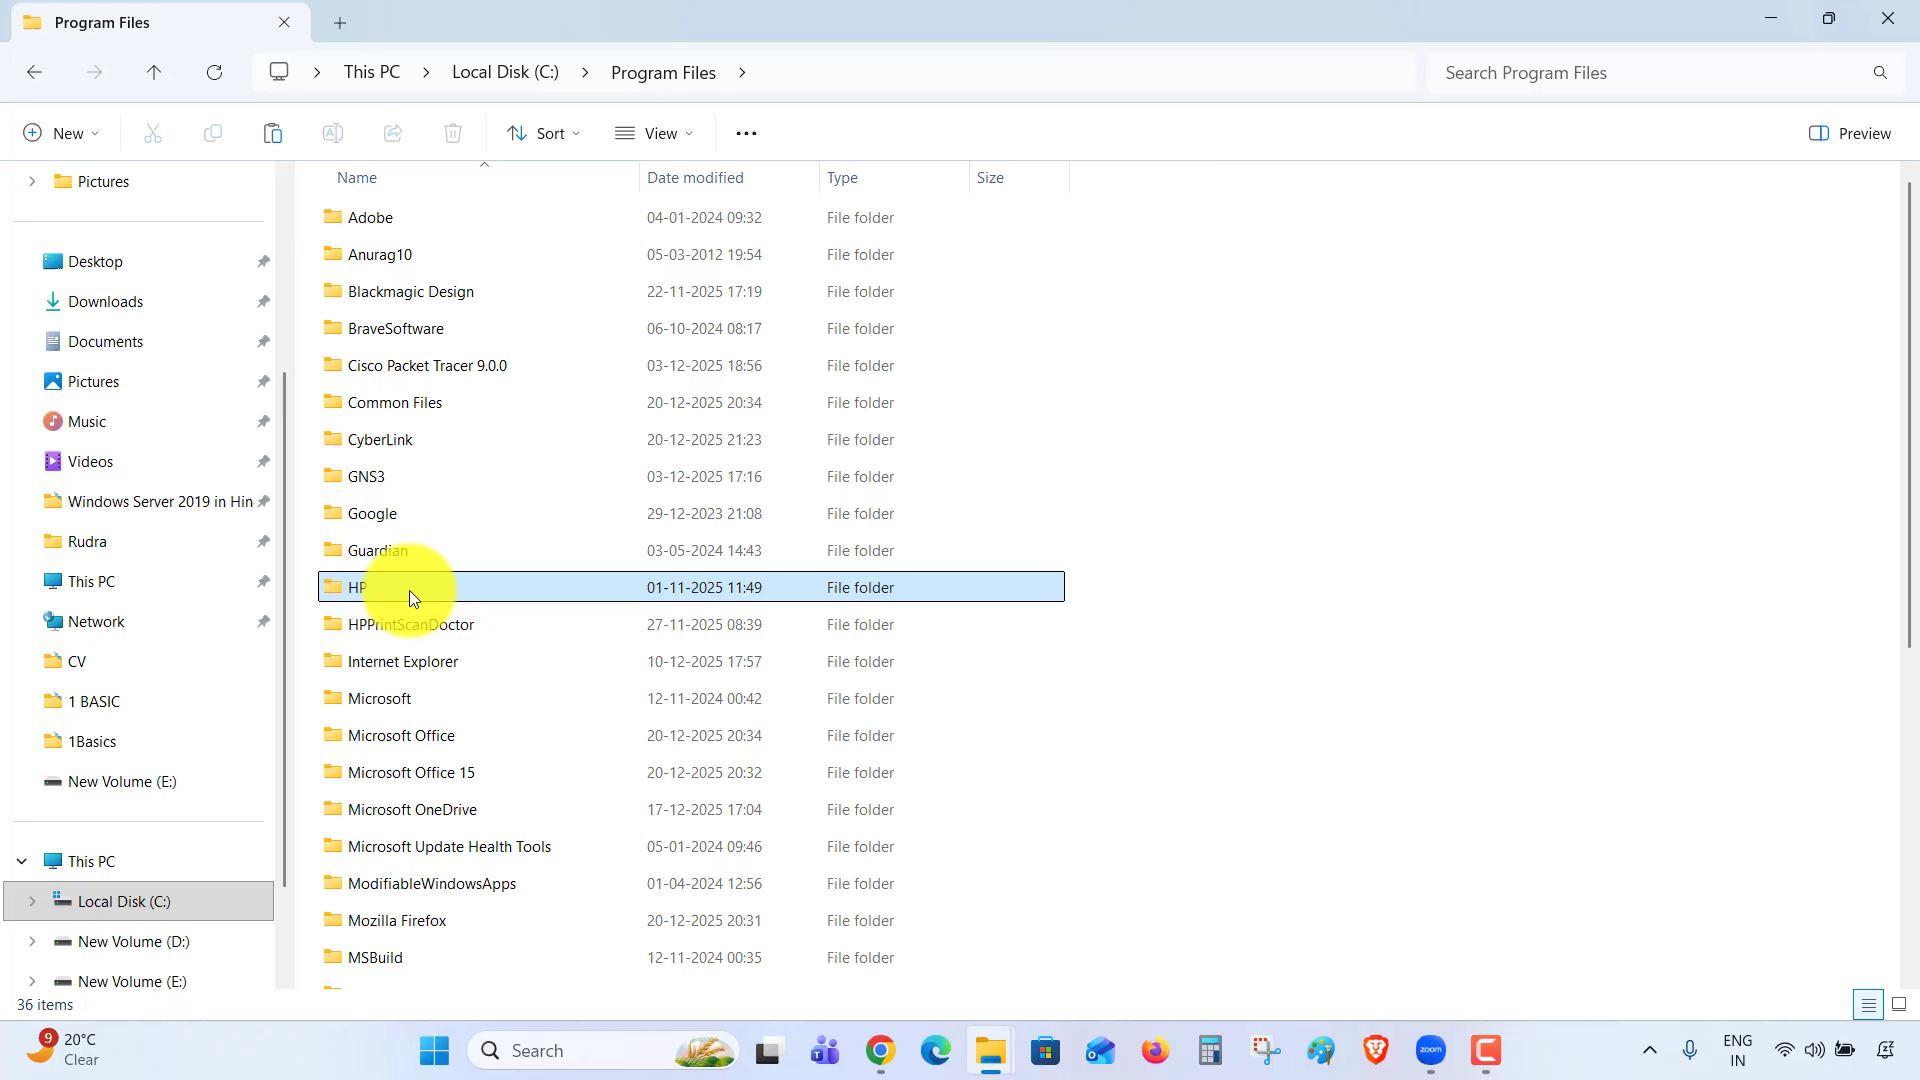 Program Files
This PC
Local Disk (C:)
Program Files
Search Program Files
New
Sort
View
Preview
Pictures
Desktop
Downloads
Documents
Pictures
Music
Videos
Windows Server 2019 in Hin
Rudra
This PC
Network
CV
1 BASIC
1Basics
New Volume (E:)
This PC
Local Disk (C:)
New Volume (D:)
New Volume (E:)
Name Date modified Type Size
Adobe 04-01-2024 09:32 File folder
Anurag10 05-03-2012 19:54 File folder
Blackmagic Design 22-11-2025 17:19 File folder
BraveSoftware 06-10-2024 08:17 File folder
Cisco Packet Tracer 9.0.0 03-12-2025 18:56 File folder
Common Files 20-12-2025 20:34 File folder
CyberLink 20-12-2025 21:23 File folder
GNS3 03-12-2025 17:16 File folder
Google 29-12-2023 21:08 File folder
Guardian 03-05-2024 14:43 File folder
HP 01-11-2025 11:49 File folder
HPPrintScanDoctor 27-11-2025 08:39 File folder
Internet Explorer 10-12-2025 17:57 File folder
Microsoft 12-11-2024 00:42 File folder
Microsoft Office 20-12-2025 20:34 File folder
Microsoft Office 15 20-12-2025 20:32 File folder
Microsoft OneDrive 17-12-2025 17:04 File folder
Microsoft Update Health Tools 05-01-2024 09:46 File folder
ModifiableWindowsApps 01-04-2024 12:56 File folder
Mozilla Firefox 20-12-2025 20:31 File folder
MSBuild 12-11-2024 00:35 File folder
36 items
9
20°C
Clear
Search
zoom
ENG
IN